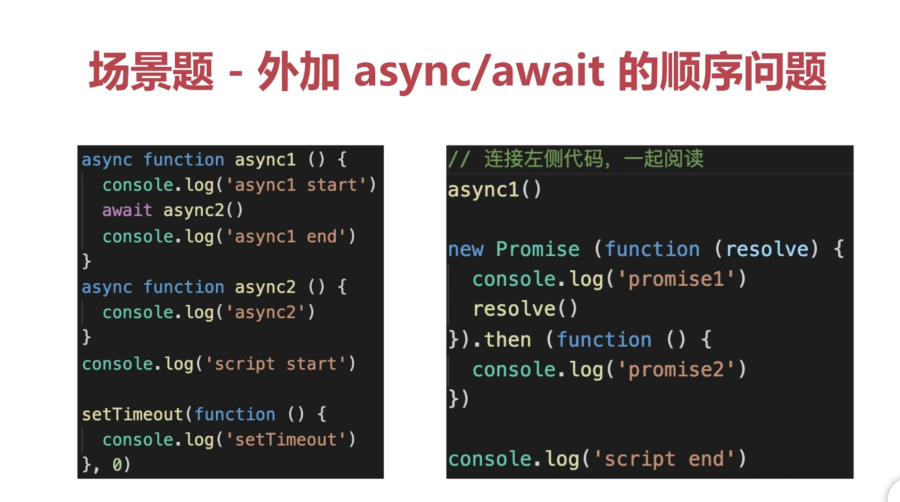 场景题 - 外加 async/await 的顺序问题
async function async1 () {
  console.log('async1 start')
  await async2()
  console.log('async1 end')
}
async function async2 () {
  console.log('async2')
}
console.log('script start')

setTimeout(function () {
  console.log('setTimeout')
}, 0)
// 连接左侧代码，一起阅读
async1()

new Promise (function (resolve) {
  console.log('promise1')
  resolve()
}).then (function () {
  console.log('promise2')
})

console.log('script end')